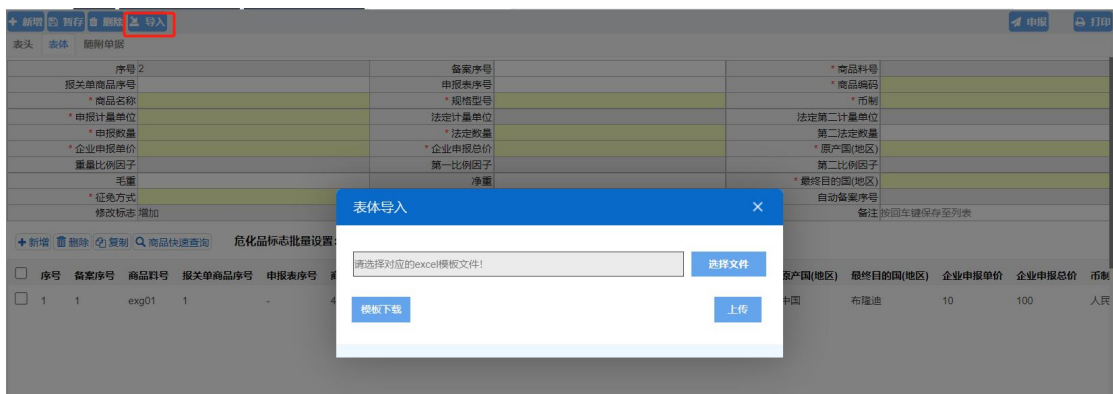 新增 暂存 删除 导入 申报 打印
表头 表体 随附单据
序号 2 备案序号 * 商品料号
报关单商品序号 申报表序号 * 商品编码
* 商品名称 * 规格型号 * 币制
* 申报计量单位 法定计量单位 法定第二计量单位
* 申报数量 * 法定数量 第二法定数量
* 企业申报单价 * 企业申报总价 * 原产国(地区)
重量比例因子 第一比例因子 第二比例因子
毛重 净重 * 最终目的国(地区)
* 征免方式 自动备案序号
修改标志 增加 备注 按回车键保存至列表
表体导入 ×
新增 删除 复制 商品快速查询 危化品标志批量设置:
请选择对应的excel模板文件! 选择文件
序号 备案序号 商品料号 报关单商品序号 申报表序号 原产国(地区) 最终目的国(地区) 企业申报单价 企业申报总价 币制
1 1 exg01 1 - 4 中国 布隆迪 10 100 人民
模板下载 上传